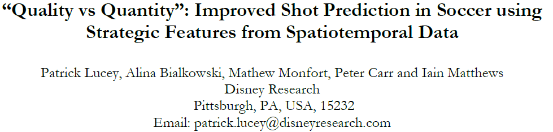 “Quality vs Quantity”: Improved Shot Prediction in Soccer using
Strategic Features from Spatiotemporal Data
Patrick Lucey, Alina Bialkowski, Mathew Monfort, Peter Carr and Iain Matthews
Disney Research
Pittsburgh, PA, USA, 15232
Email: patrick.lucey@disneyresearch.com